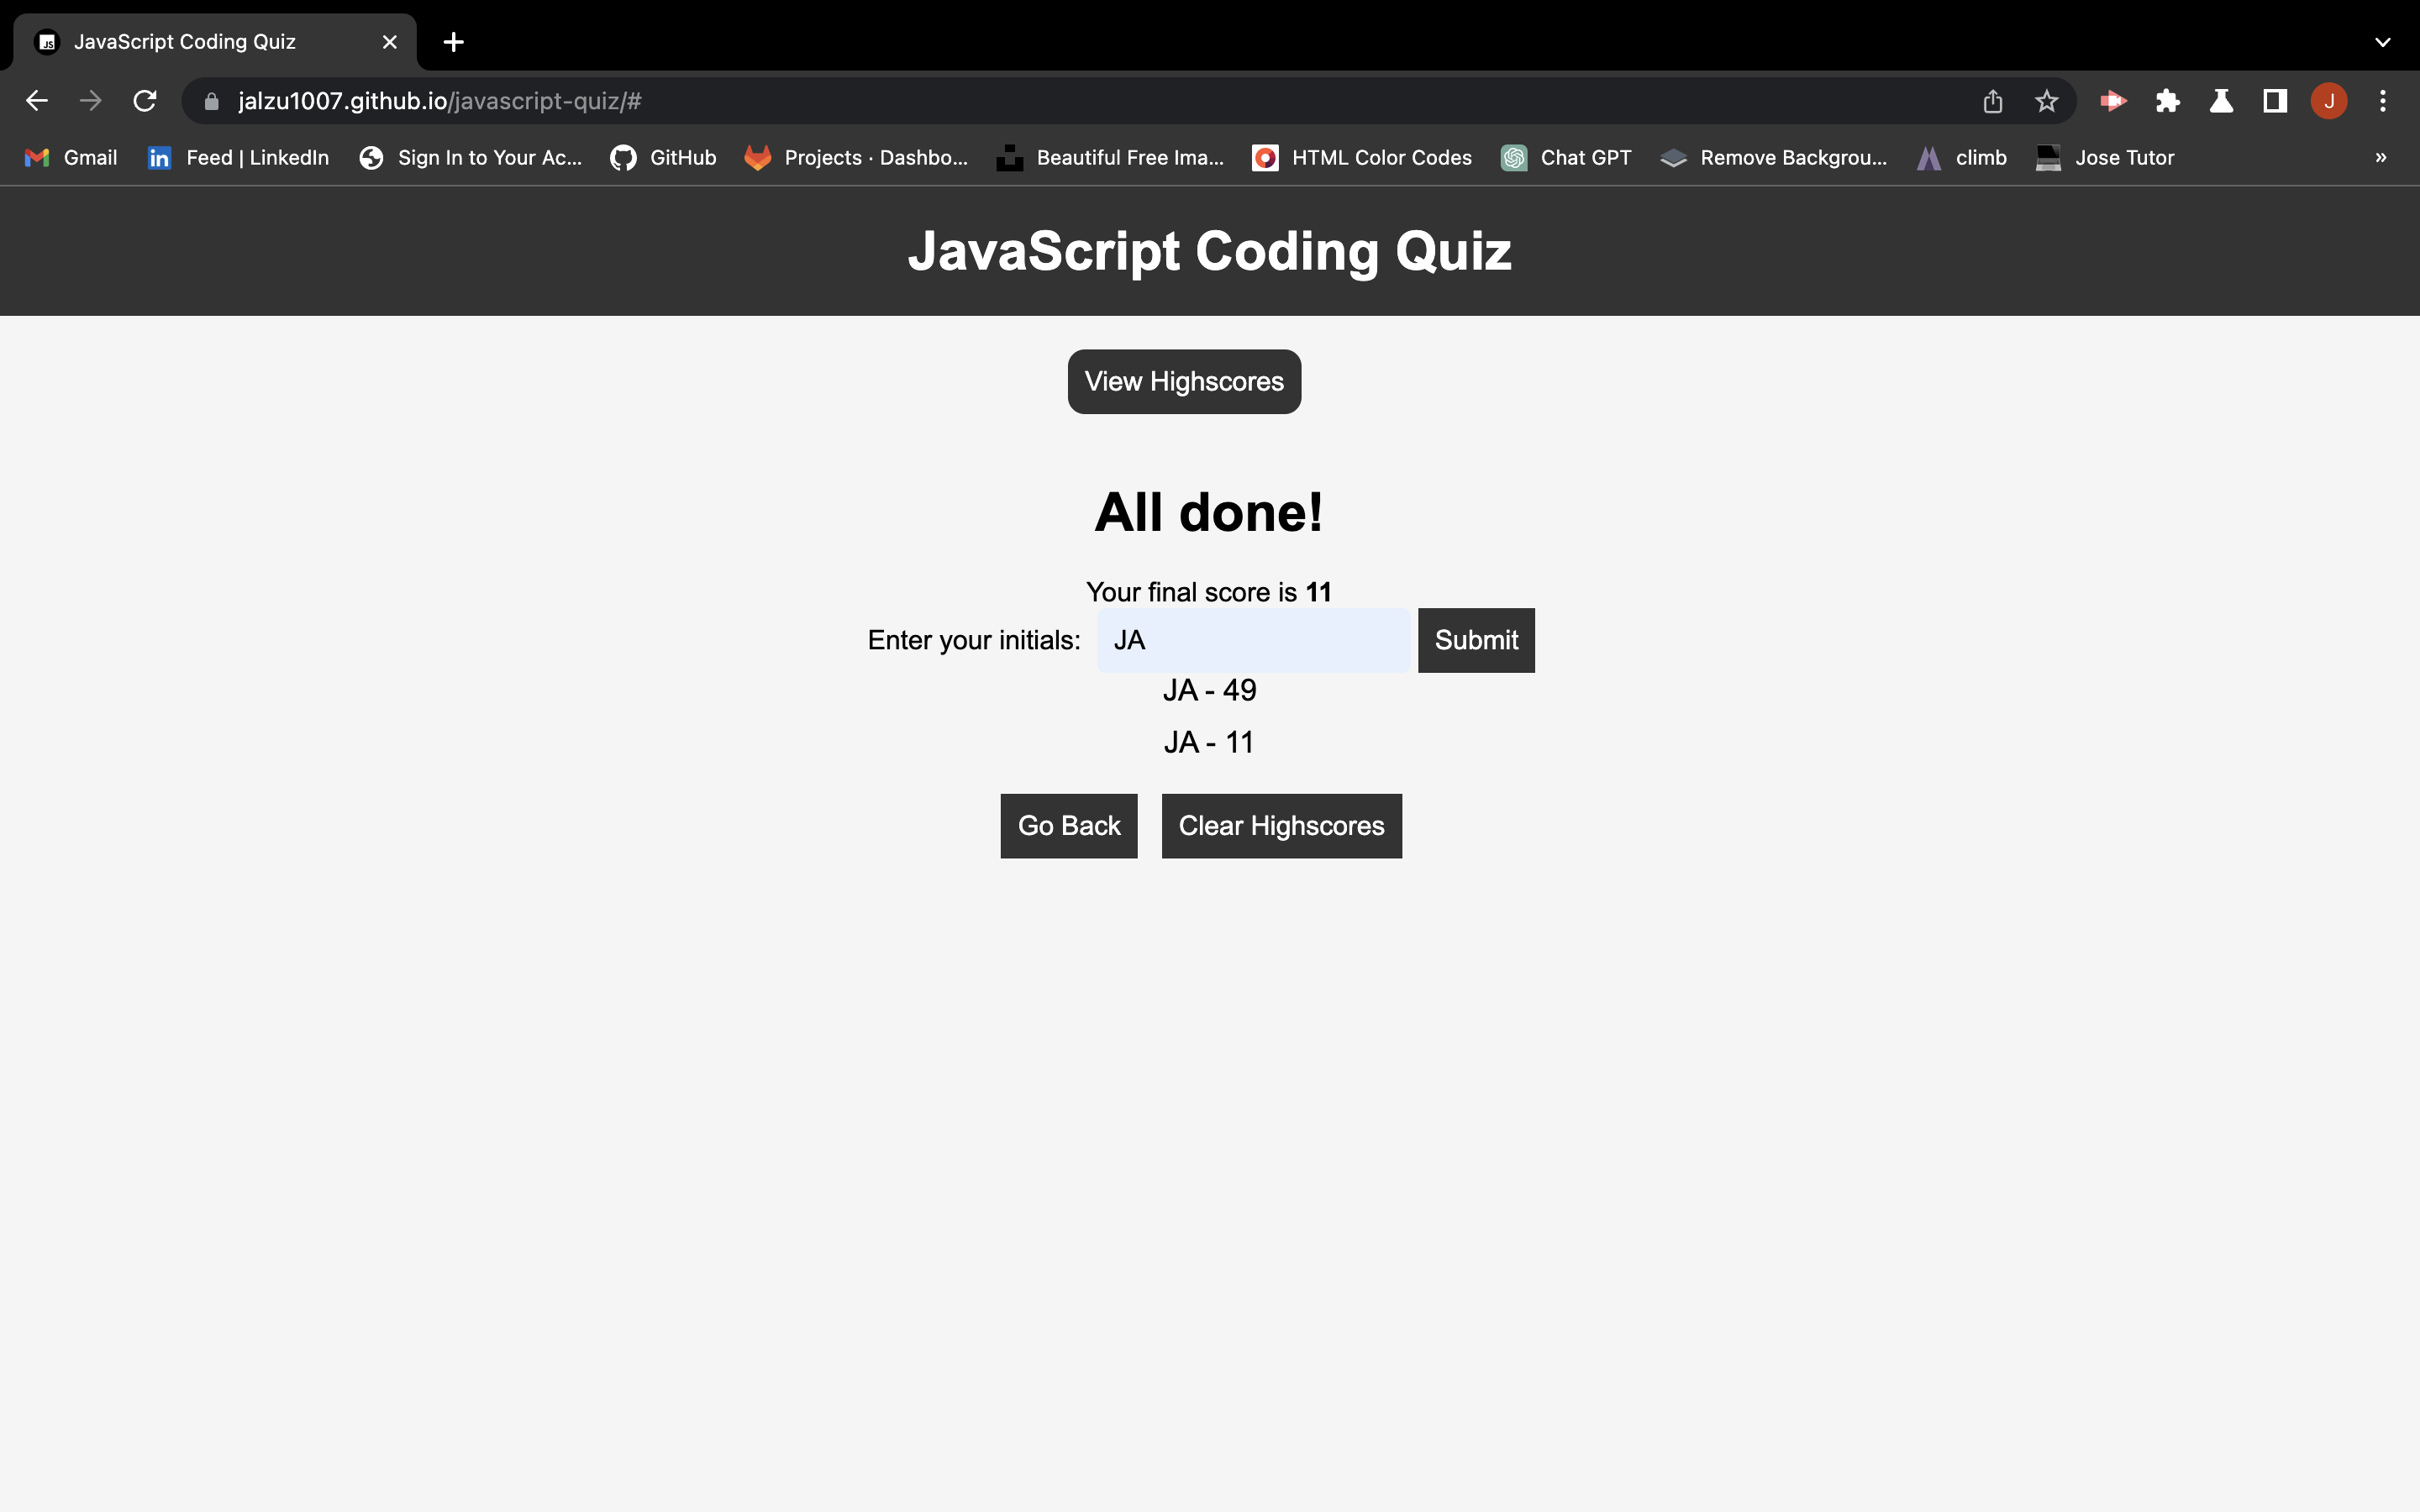 JavaScript Coding Quiz
jalzu1007.github.io/javascript-quiz/#
J
Gmail Feed | LinkedIn Sign In to Your Ac... GitHub Projects · Dashbo... Beautiful Free Ima... HTML Color Codes Chat GPT Remove Backgrou... climb Jose Tutor »
JavaScript Coding Quiz
View Highscores
All done!
Your final score is 11
Enter your initials: JA Submit
JA - 49
JA - 11
Go Back Clear Highscores